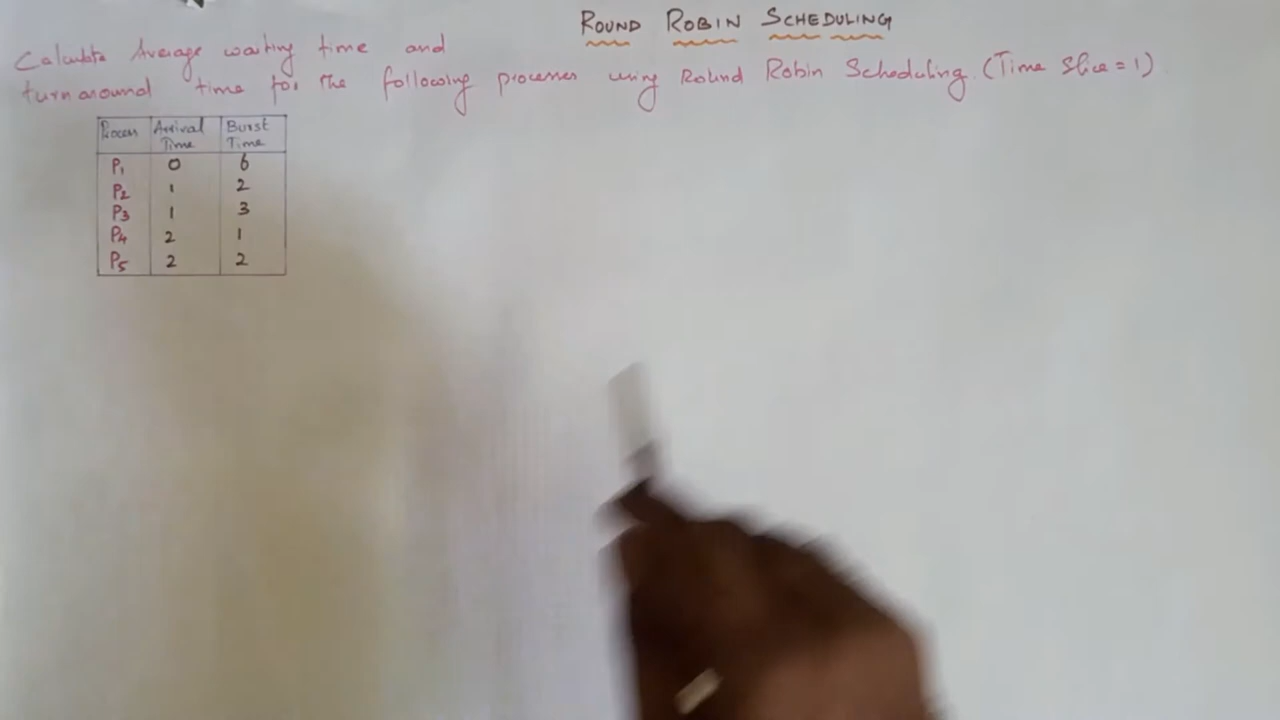 ROUND ROBIN SCHEDULING
Calculate Average waiting time and
turnaround time for the following processes using Round Robin Scheduling. (Time Slice = 1)
Process Arrival Time Burst Time
P1 0 6
P2 1 2
P3 1 3
P4 2 1
P5 2 2